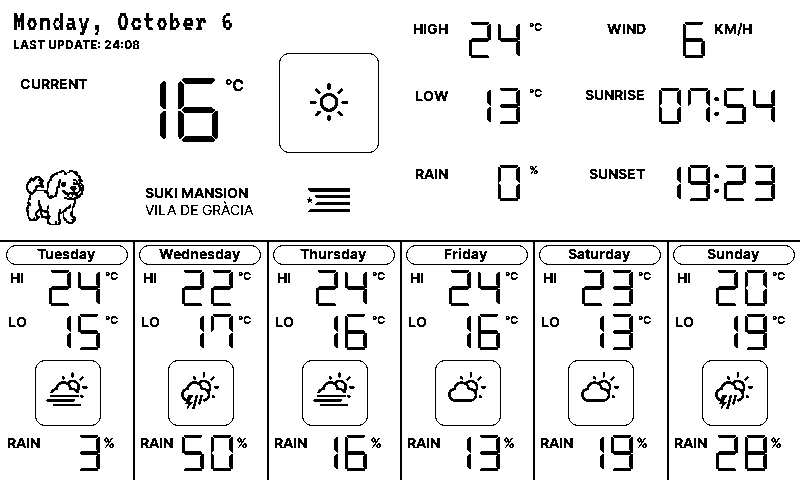 Monday, October 6
LAST UPDATE: 24:08
CURRENT 16 °C
HIGH 24 °C
WIND 6 KM/H
LOW 13 °C
SUNRISE 07:54
RAIN 0 %
SUNSET 19:23
SUKI MANSION
VILA DE GRÀCIA
Tuesday
HI 24 °C
LO 15 °C
RAIN 3 %
Wednesday
HI 22 °C
LO 17 °C
RAIN 50 %
Thursday
HI 24 °C
LO 16 °C
RAIN 16 %
Friday
HI 24 °C
LO 16 °C
RAIN 13 %
Saturday
HI 23 °C
LO 13 °C
RAIN 19 %
Sunday
HI 20 °C
LO 19 °C
RAIN 28 %